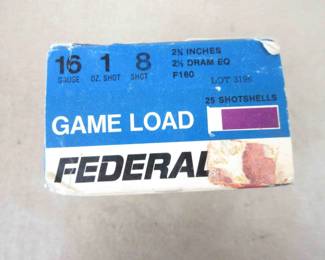 16 1 8 2¾ INCHES
GAUGE OZ. SHOT SHOT 2½ DRAM EQ
F160 LOT
25 SHOTSHELLS
GAME LOAD
FEDERAL